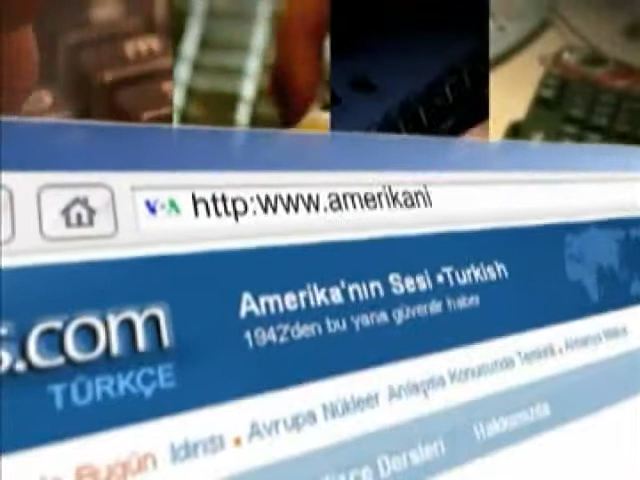 VOA http:www.amerikani
Amerika'nın Sesi •Turkish
1942'den bu yana güvenilir haber
s.com
TÜRKÇE
Avrupa Nükleer Anlaşma Konusunda Temkinli •
Bugün
Dersleri Hakkımızda